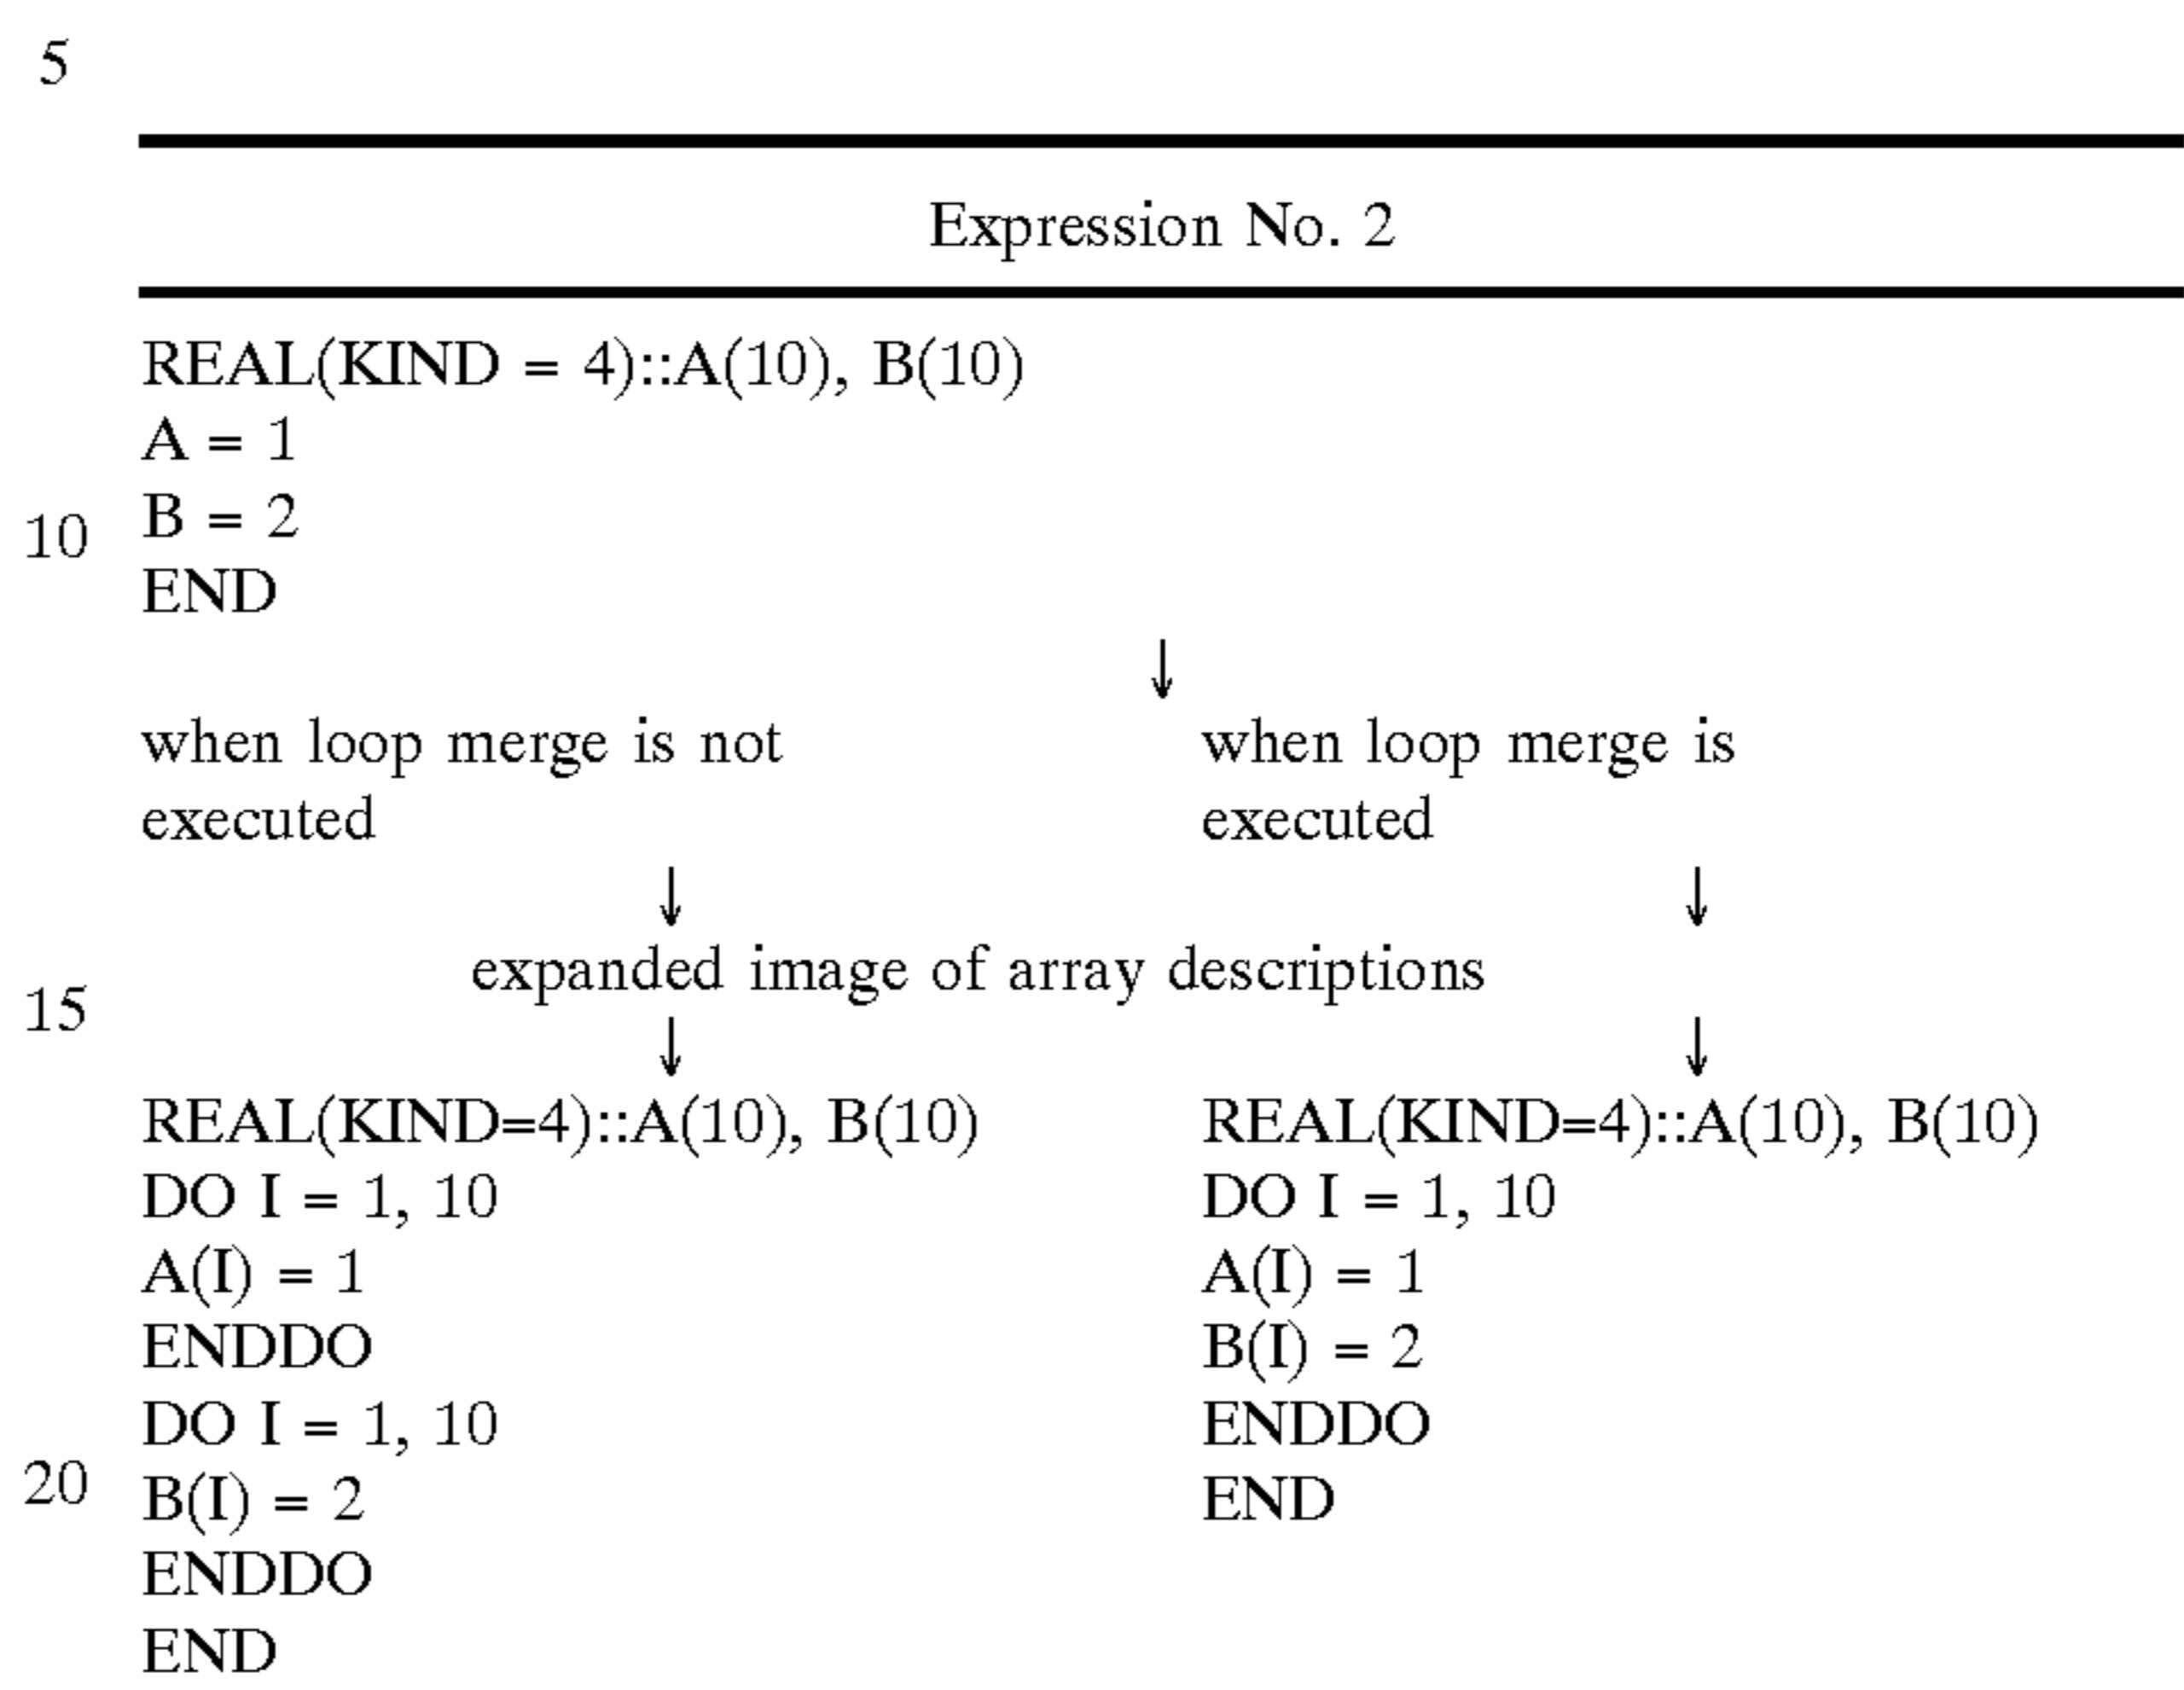 5
Expression No. 2
REAL(KIND = 4)::A(10), B(10)
A = 1
10 B = 2
END
↓
when loop merge is not when loop merge is
executed executed
↓ ↓
expanded image of array descriptions
15
↓ ↓
REAL(KIND=4)::A(10), B(10) REAL(KIND=4)::A(10), B(10)
DO I = 1, 10 DO I = 1, 10
A(I) = 1 A(I) = 1
ENDDO B(I) = 2
DO I = 1, 10 ENDDO
20 B(I) = 2 END
ENDDO
END